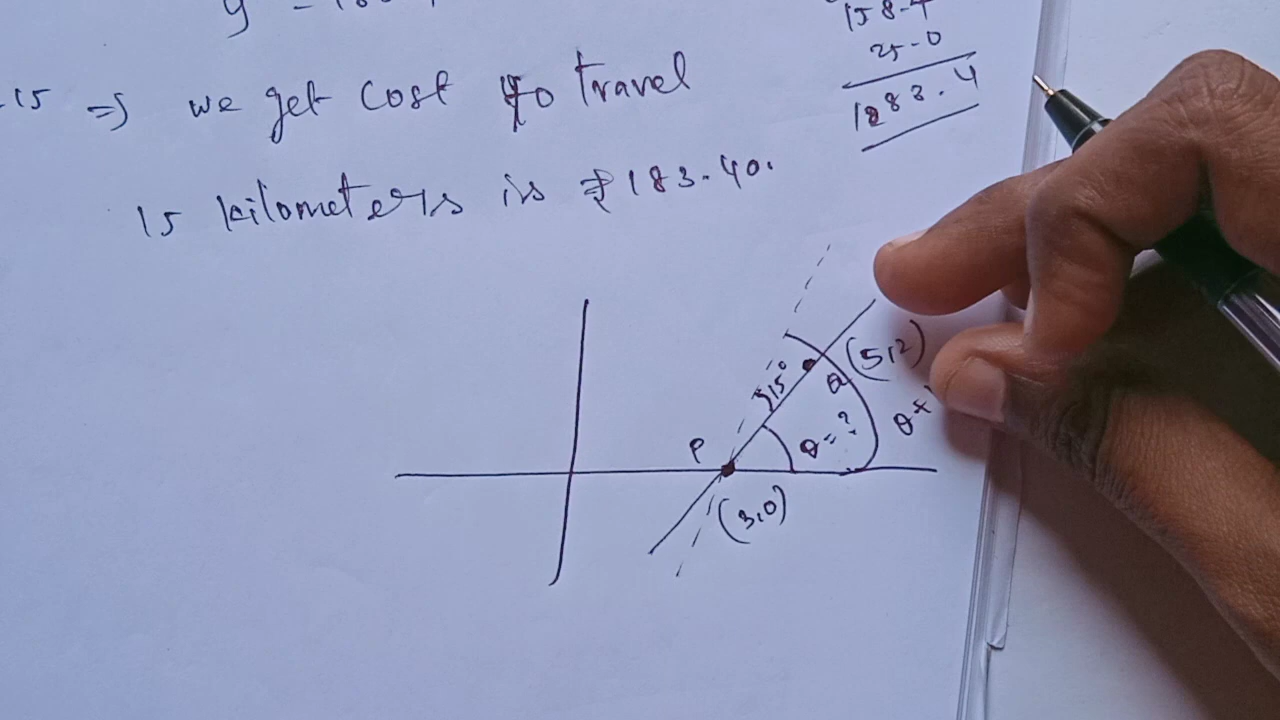 158.4
25-0
183.4
-15 ⇒ we get cost to travel
15 kilometers is ₹183.40.
15°
Q (5,2)
θ=?
θ+
P
(3,0)